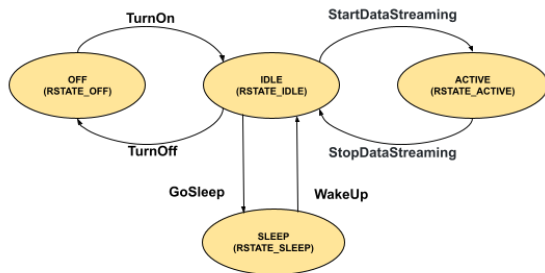 TurnOn
StartDataStreaming
OFF
(RSTATE_OFF)
IDLE
(RSTATE_IDLE)
ACTIVE
(RSTATE_ACTIVE)
TurnOff
StopDataStreaming
GoSleep
WakeUp
SLEEP
(RSTATE_SLEEP)